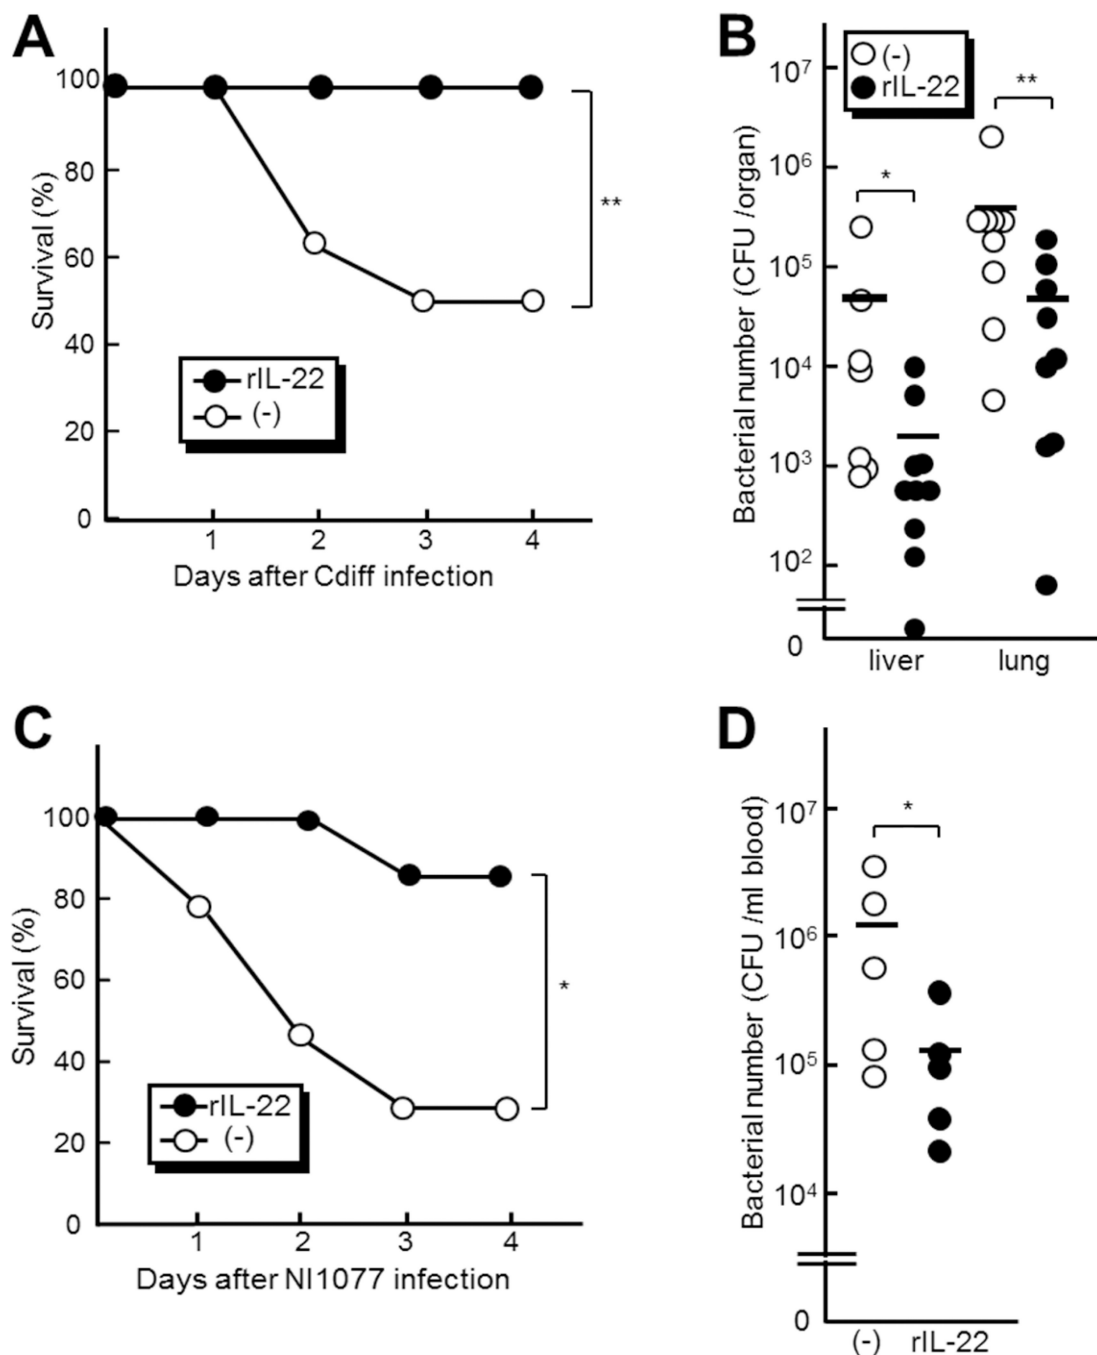 A
100
80
60
40
20
0
Survival (%)
rIL-22
(-)
**
1 2 3 4
Days after Cdiff infection
B
(-)
rIL-22
10⁷
10⁶
10⁵
10⁴
10³
10²
0
Bacterial number (CFU /organ)
*
**
liver lung
C
100
80
60
40
20
0
Survival (%)
rIL-22
(-)
*
1 2 3 4
Days after NI1077 infection
D
10⁷
10⁶
10⁵
10⁴
0
Bacterial number (CFU /ml blood)
*
(-) rIL-22